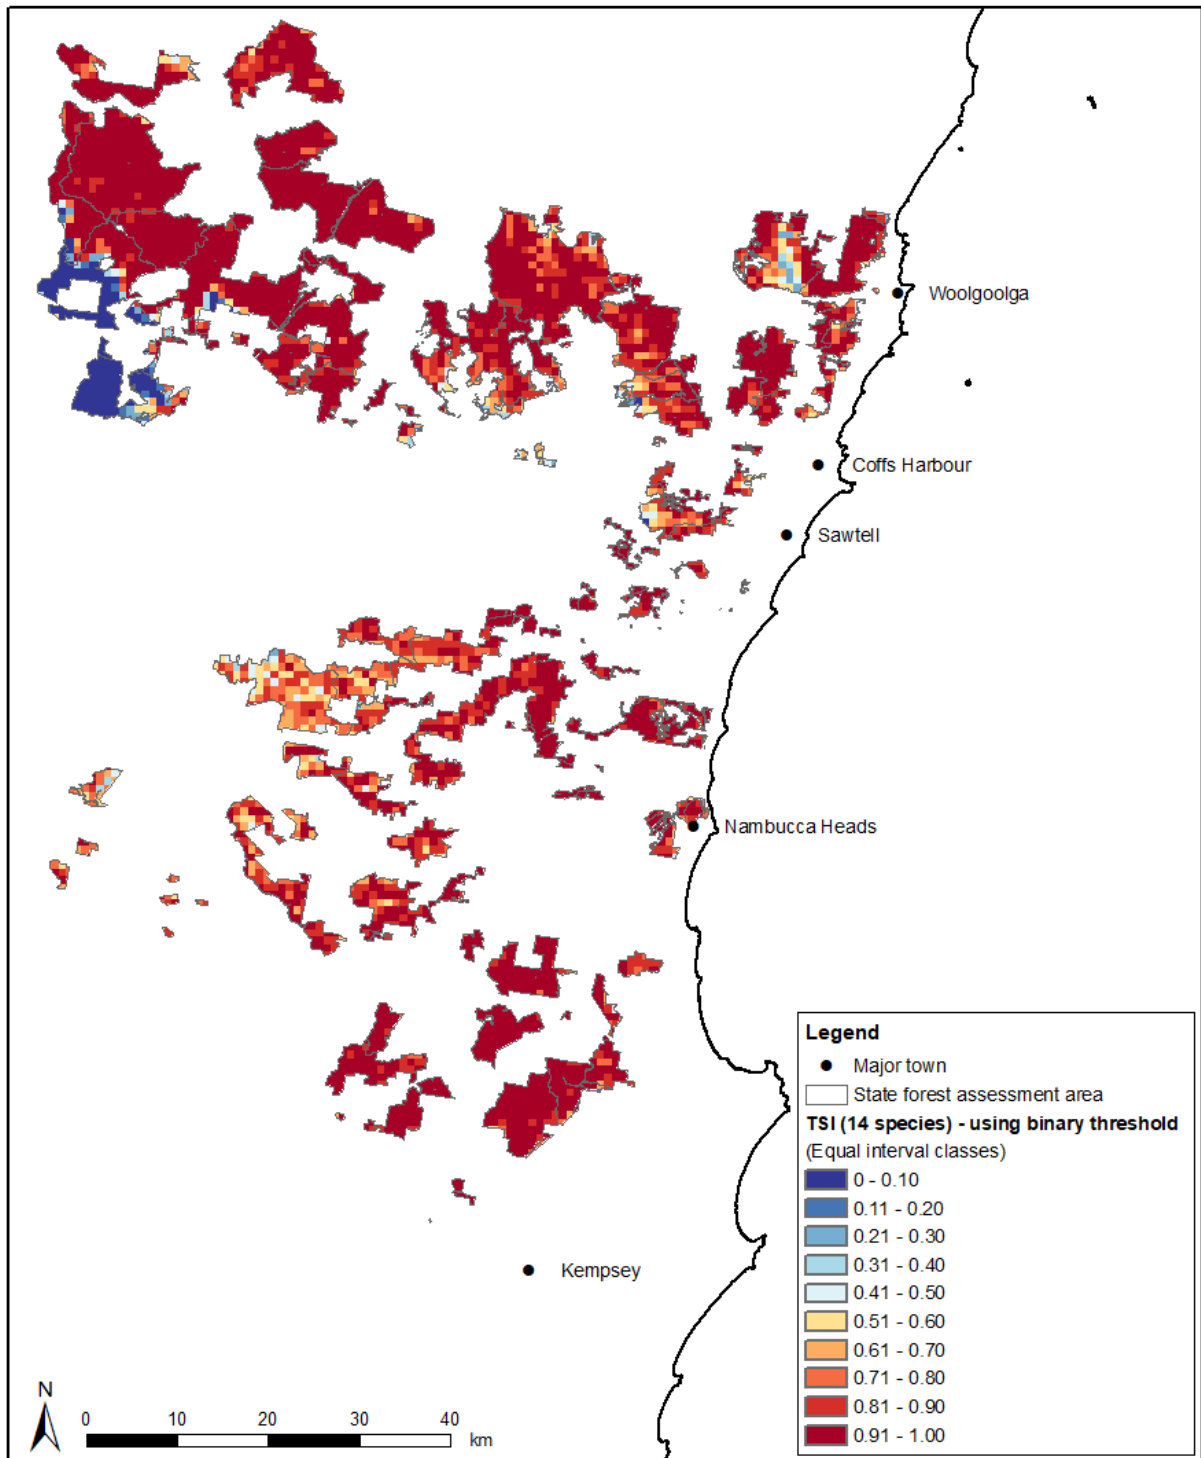 Woolgoolga
Coffs Harbour
Sawtell
Nambucca Heads
Kempsey
Legend
Major town
State forest assessment area
TSI (14 species) - using binary threshold
(Equal interval classes)
0 - 0.10
0.11 - 0.20
0.21 - 0.30
0.31 - 0.40
0.41 - 0.50
0.51 - 0.60
0.61 - 0.70
0.71 - 0.80
0.81 - 0.90
0.91 - 1.00
N
0 10 20 30 40
km